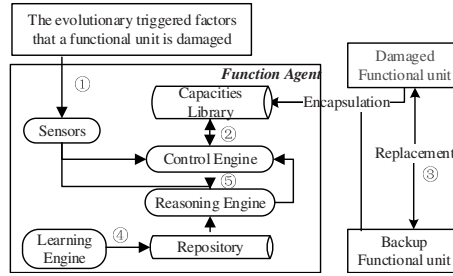 The evolutionary triggered factors
that a functional unit is damaged
①
Function Agent
Capacities
Library
Encapsulation
Damaged
Functional unit
Sensors
②
Control Engine
Replacement
③
⑤
Reasoning Engine
Learning
Engine
④
Repository
Backup
Functional unit